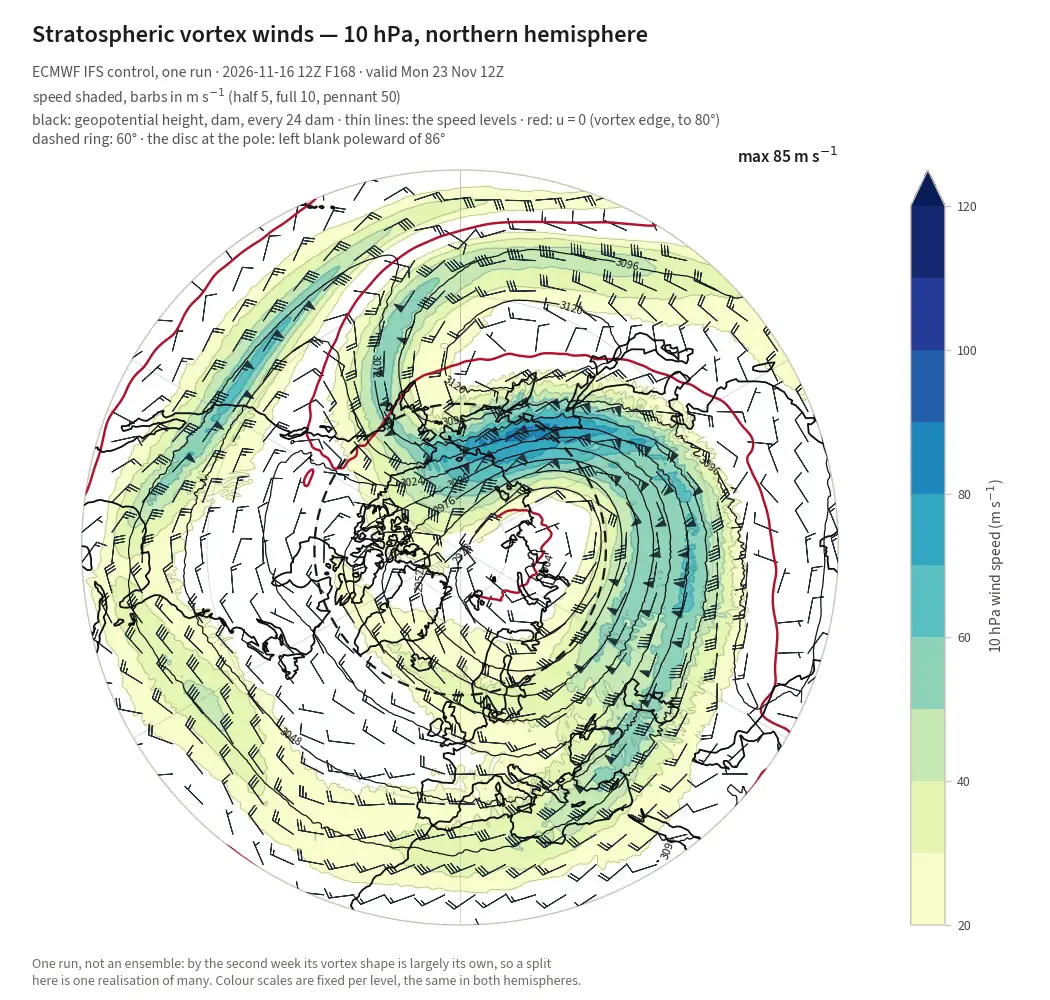 Stratospheric vortex winds — 10 hPa, northern hemisphere
ECMWF IFS control, one run · 2026-11-16 12Z F168 · valid Mon 23 Nov 12Z
speed shaded, barbs in m s⁻¹ (half 5, full 10, pennant 50)
black: geopotential height, dam, every 24 dam · thin lines: the speed levels · red: u = 0 (vortex edge, to 80°)
dashed ring: 60° · the disc at the pole: left blank poleward of 86°
max 85 m s⁻¹
120
100
80
60
40
20
10 hPa wind speed (m s⁻¹)
3096
3120
3120
3096
3024
2976
3048
One run, not an ensemble: by the second week its vortex shape is largely its own, so a split
here is one realisation of many. Colour scales are fixed per level, the same in both hemispheres.